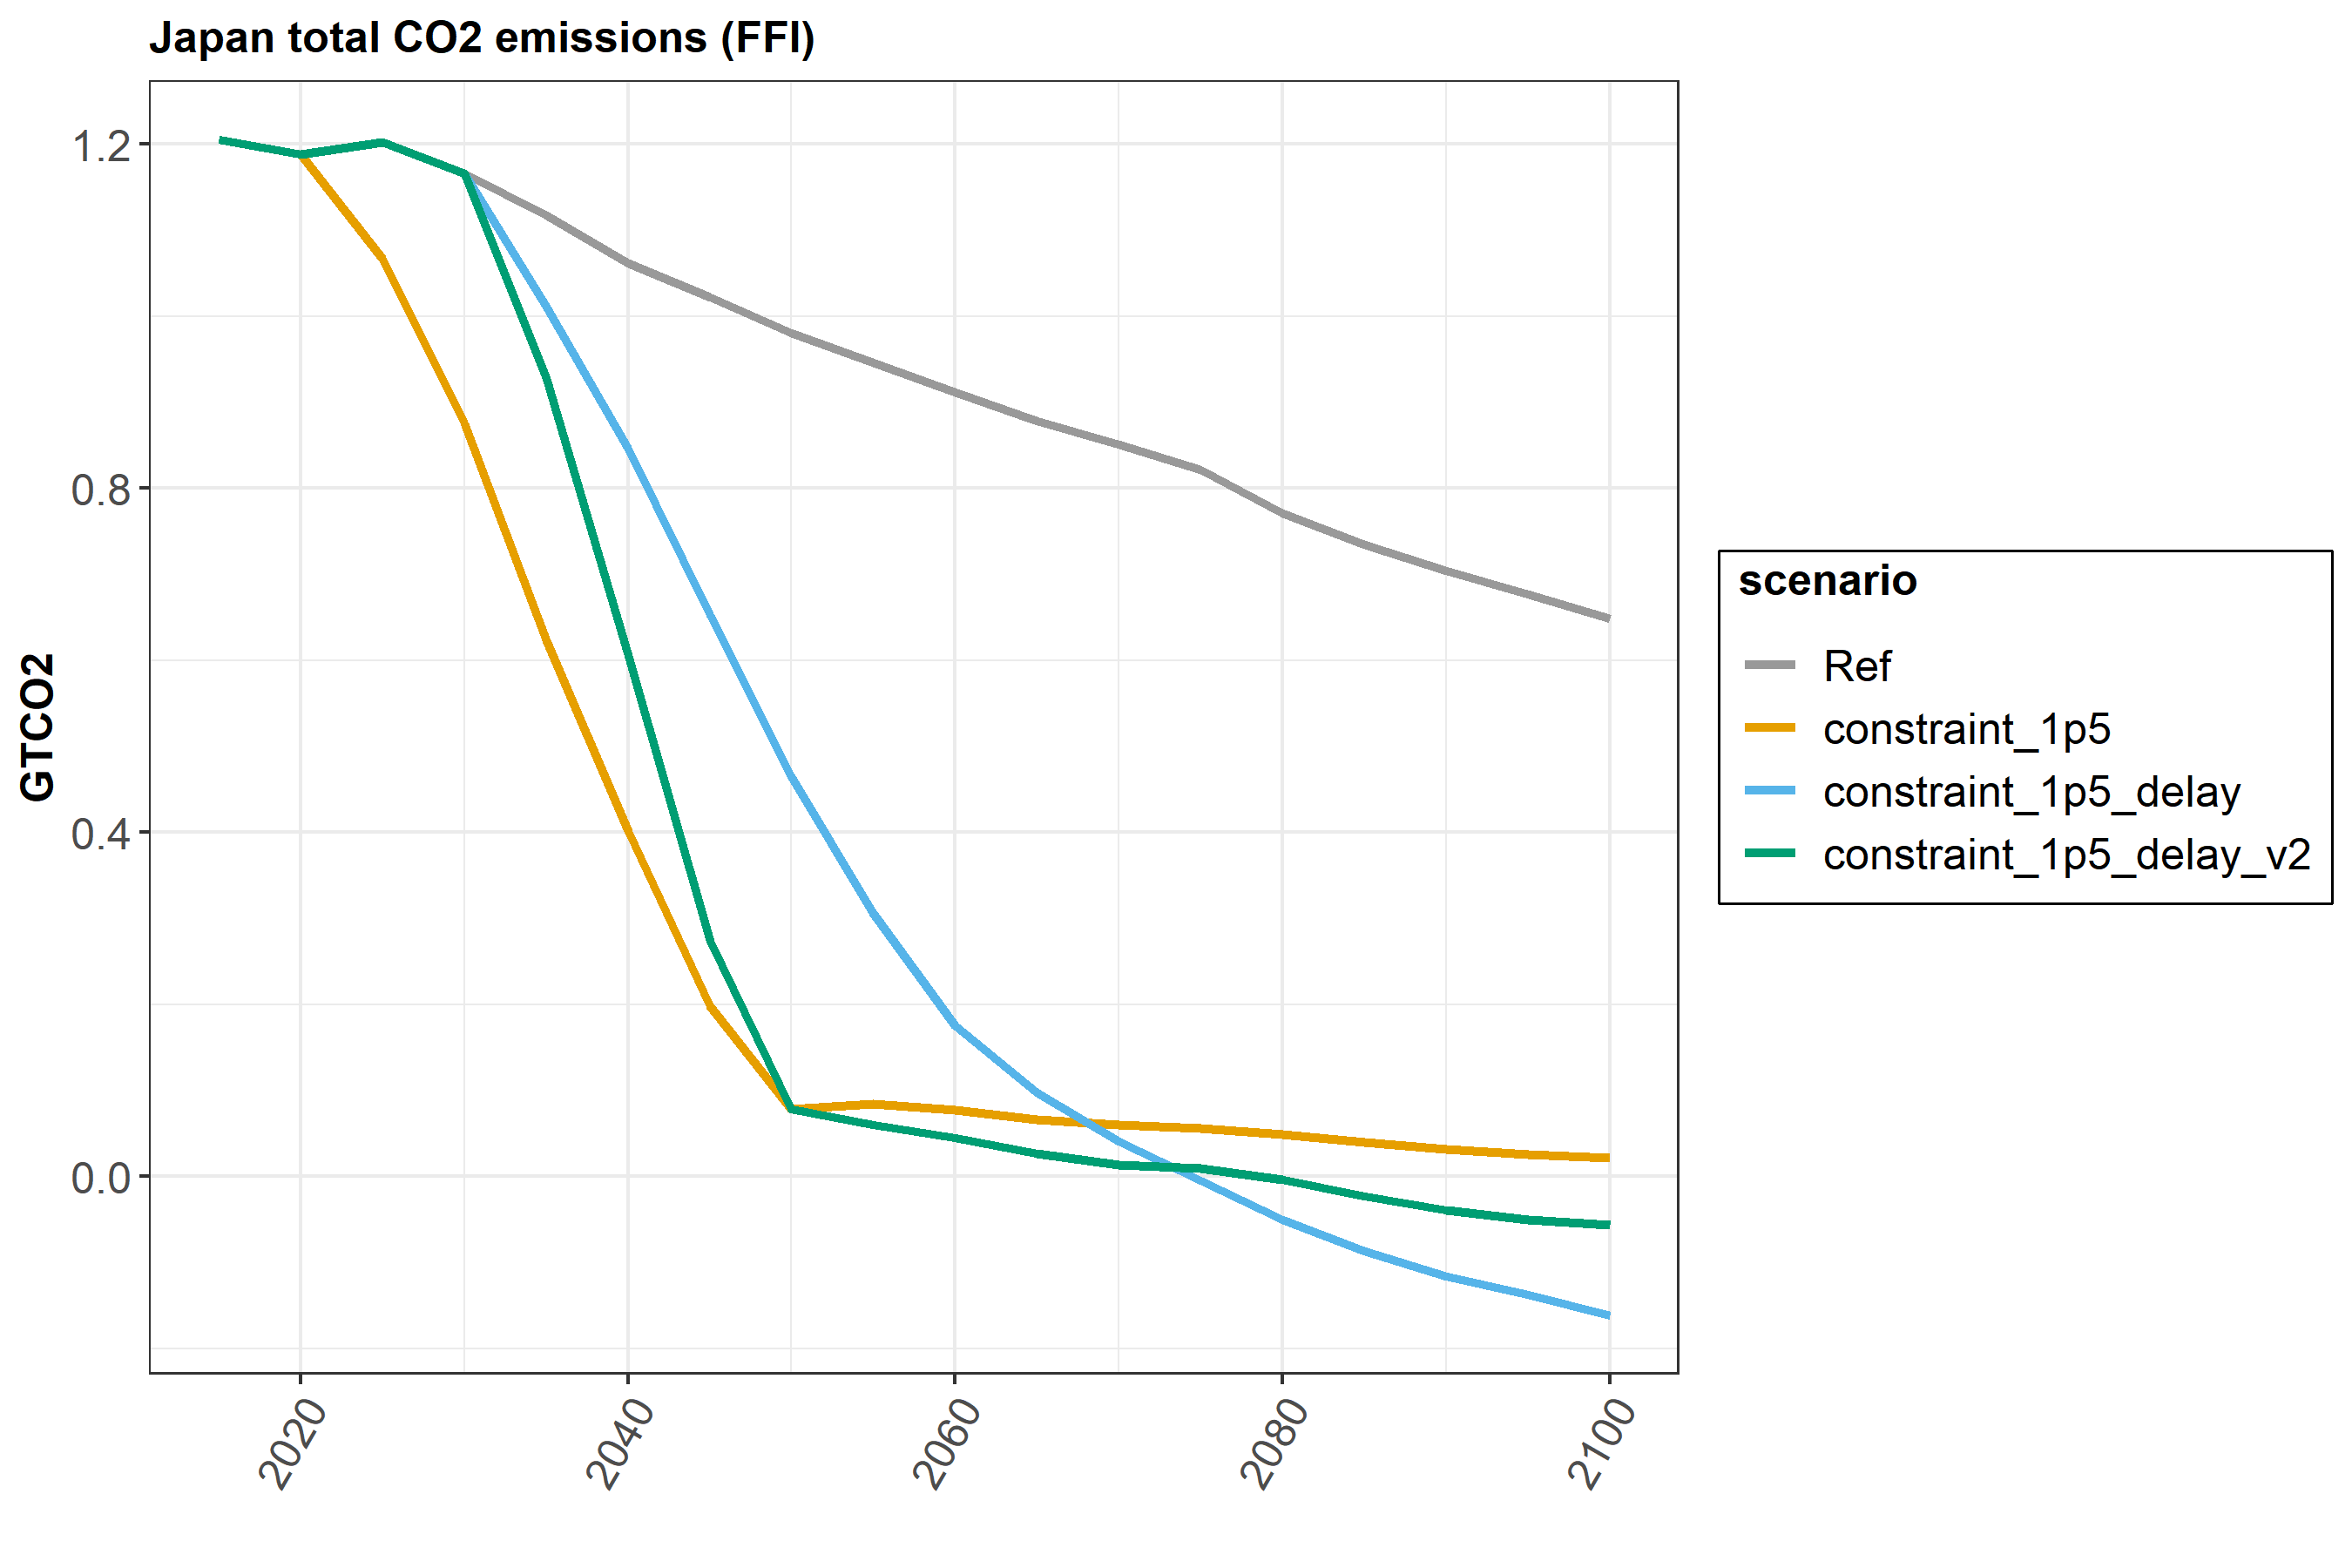 Japan total CO2 emissions (FFI)
GTCO2
1.2
0.8
0.4
0.0
2020
2040
2060
2080
2100
scenario
Ref
constraint_1p5
constraint_1p5_delay
constraint_1p5_delay_v2